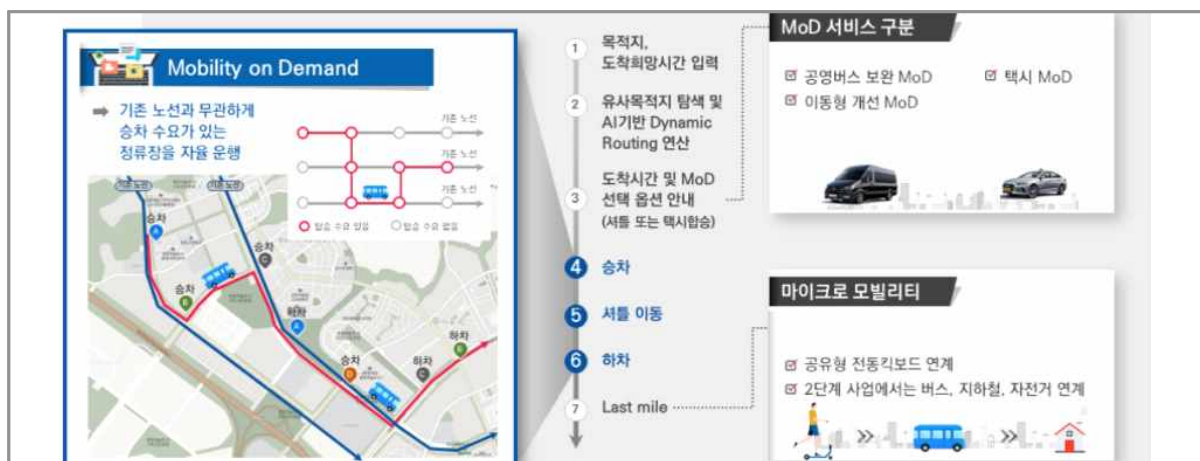 Mobility on Demand
기존 노선과 무관하게
승차 수요가 있는
정류장을 자율 운행
기존 노선
기존 노선
기존 노선
탑승 수요 있음
탑승 수요 없음
기존 노선
기존 노선
승차
A
승차
B
승차
C
하차
A
승차
D
하차
C
하차
1
목적지,
도착희망시간 입력
2
유사목적지 탐색 및
AI기반 Dynamic
Routing 연산
3
도착시간 및 MoD
선택 옵션 안내
(셔틀 또는 택시합승)
4
승차
5
셔틀 이동
6
하차
7
Last mile
MoD 서비스 구분
공영버스 보완 MoD
택시 MoD
이동형 개선 MoD
마이크로 모빌리티
공유형 전동킥보드 연계
2단계 사업에서는 버스, 지하철, 자전거 연계